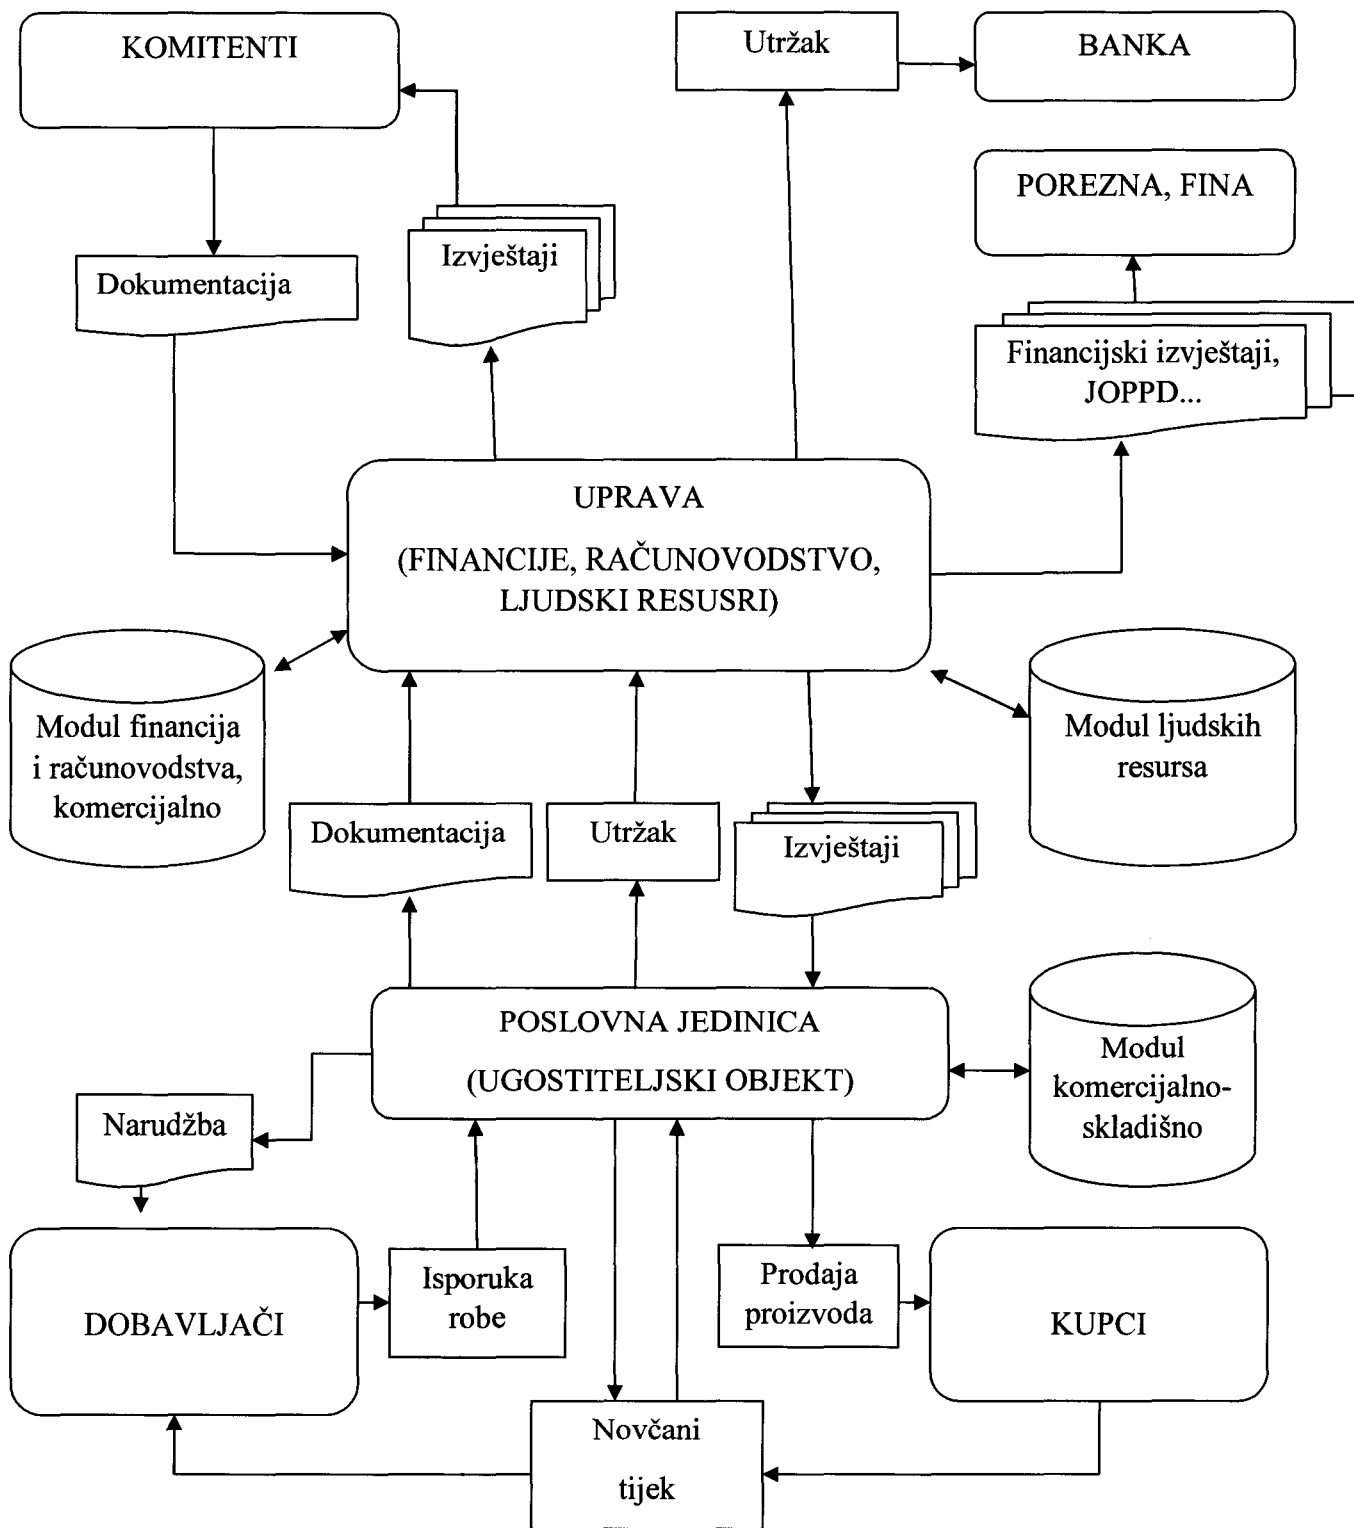 KOMITENTI
Utržak
BANKA
POREZNA, FINA
Izvještaji
Dokumentacija
Financijski izvještaji,
JOPPD...
UPRAVA
(FINANCIJE, RAČUNOVODSTVO,
LJUDSKI RESUSRI)
Modul financija
i računovodstva,
komercijalno
Modul ljudskih
resursa
Dokumentacija
Utržak
Izvještaji
POSLOVNA JEDINICA
(UGOSTITELJSKI OBJEKT)
Modul
komercijalno-
skladišno
Narudžba
DOBAVLJAČI
Isporuka
robe
Prodaja
proizvoda
KUPCI
Novčani
tijek